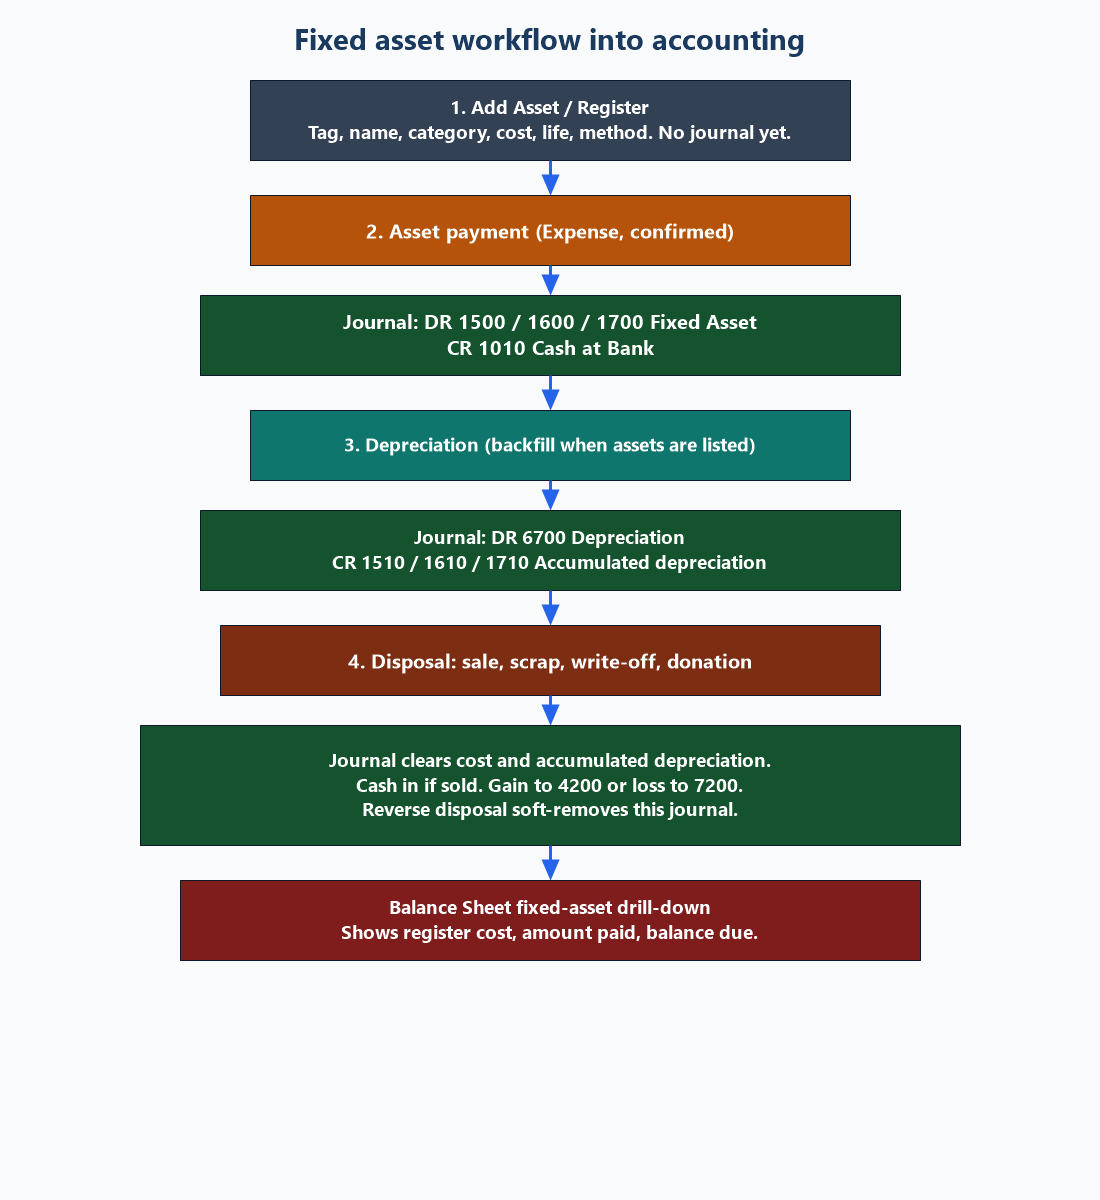 Fixed asset workflow into accounting
1. Add Asset / Register
Tag, name, category, cost, life, method. No journal yet.
2. Asset payment (Expense, confirmed)
Journal: DR 1500 / 1600 / 1700 Fixed Asset
CR 1010 Cash at Bank
3. Depreciation (backfill when assets are listed)
Journal: DR 6700 Depreciation
CR 1510 / 1610 / 1710 Accumulated depreciation
4. Disposal: sale, scrap, write-off, donation
Journal clears cost and accumulated depreciation.
Cash in if sold. Gain to 4200 or loss to 7200.
Reverse disposal soft-removes this journal.
Balance Sheet fixed-asset drill-down
Shows register cost, amount paid, balance due.